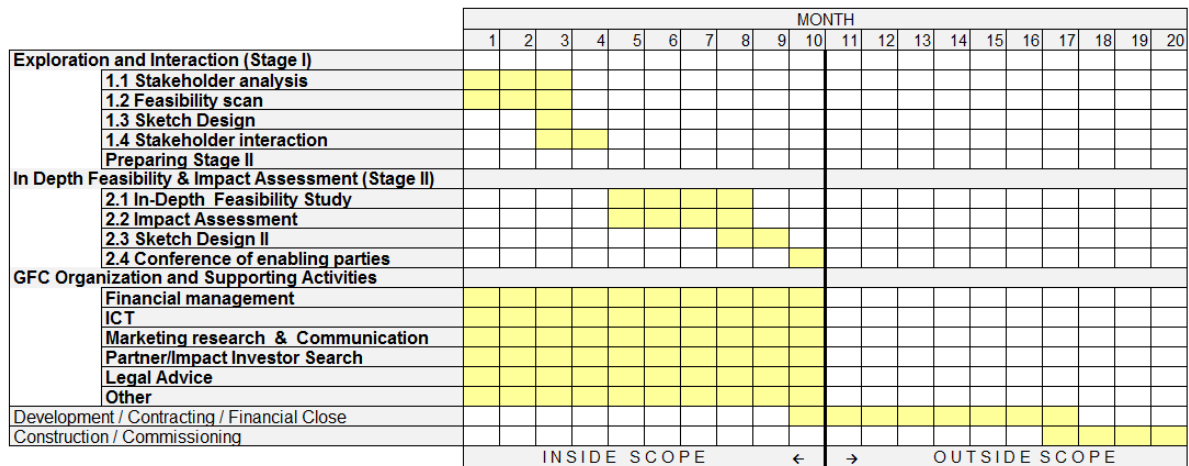 MONTH
1 2 3 4 5 6 7 8 9 10 11 12 13 14 15 16 17 18 19 20
Exploration and Interaction (Stage I)
1.1 Stakeholder analysis
1.2 Feasibility scan
1.3 Sketch Design
1.4 Stakeholder interaction
Preparing Stage II
In Depth Feasibility & Impact Assessment (Stage II)
2.1 In-Depth Feasibility Study
2.2 Impact Assessment
2.3 Sketch Design II
2.4 Conference of enabling parties
GFC Organization and Supporting Activities
Financial management
ICT
Marketing research & Communication
Partner/Impact Investor Search
Legal Advice
Other
Development / Contracting / Financial Close
Construction / Commissioning
INSIDE SCOPE ← → OUTSIDE SCOPE